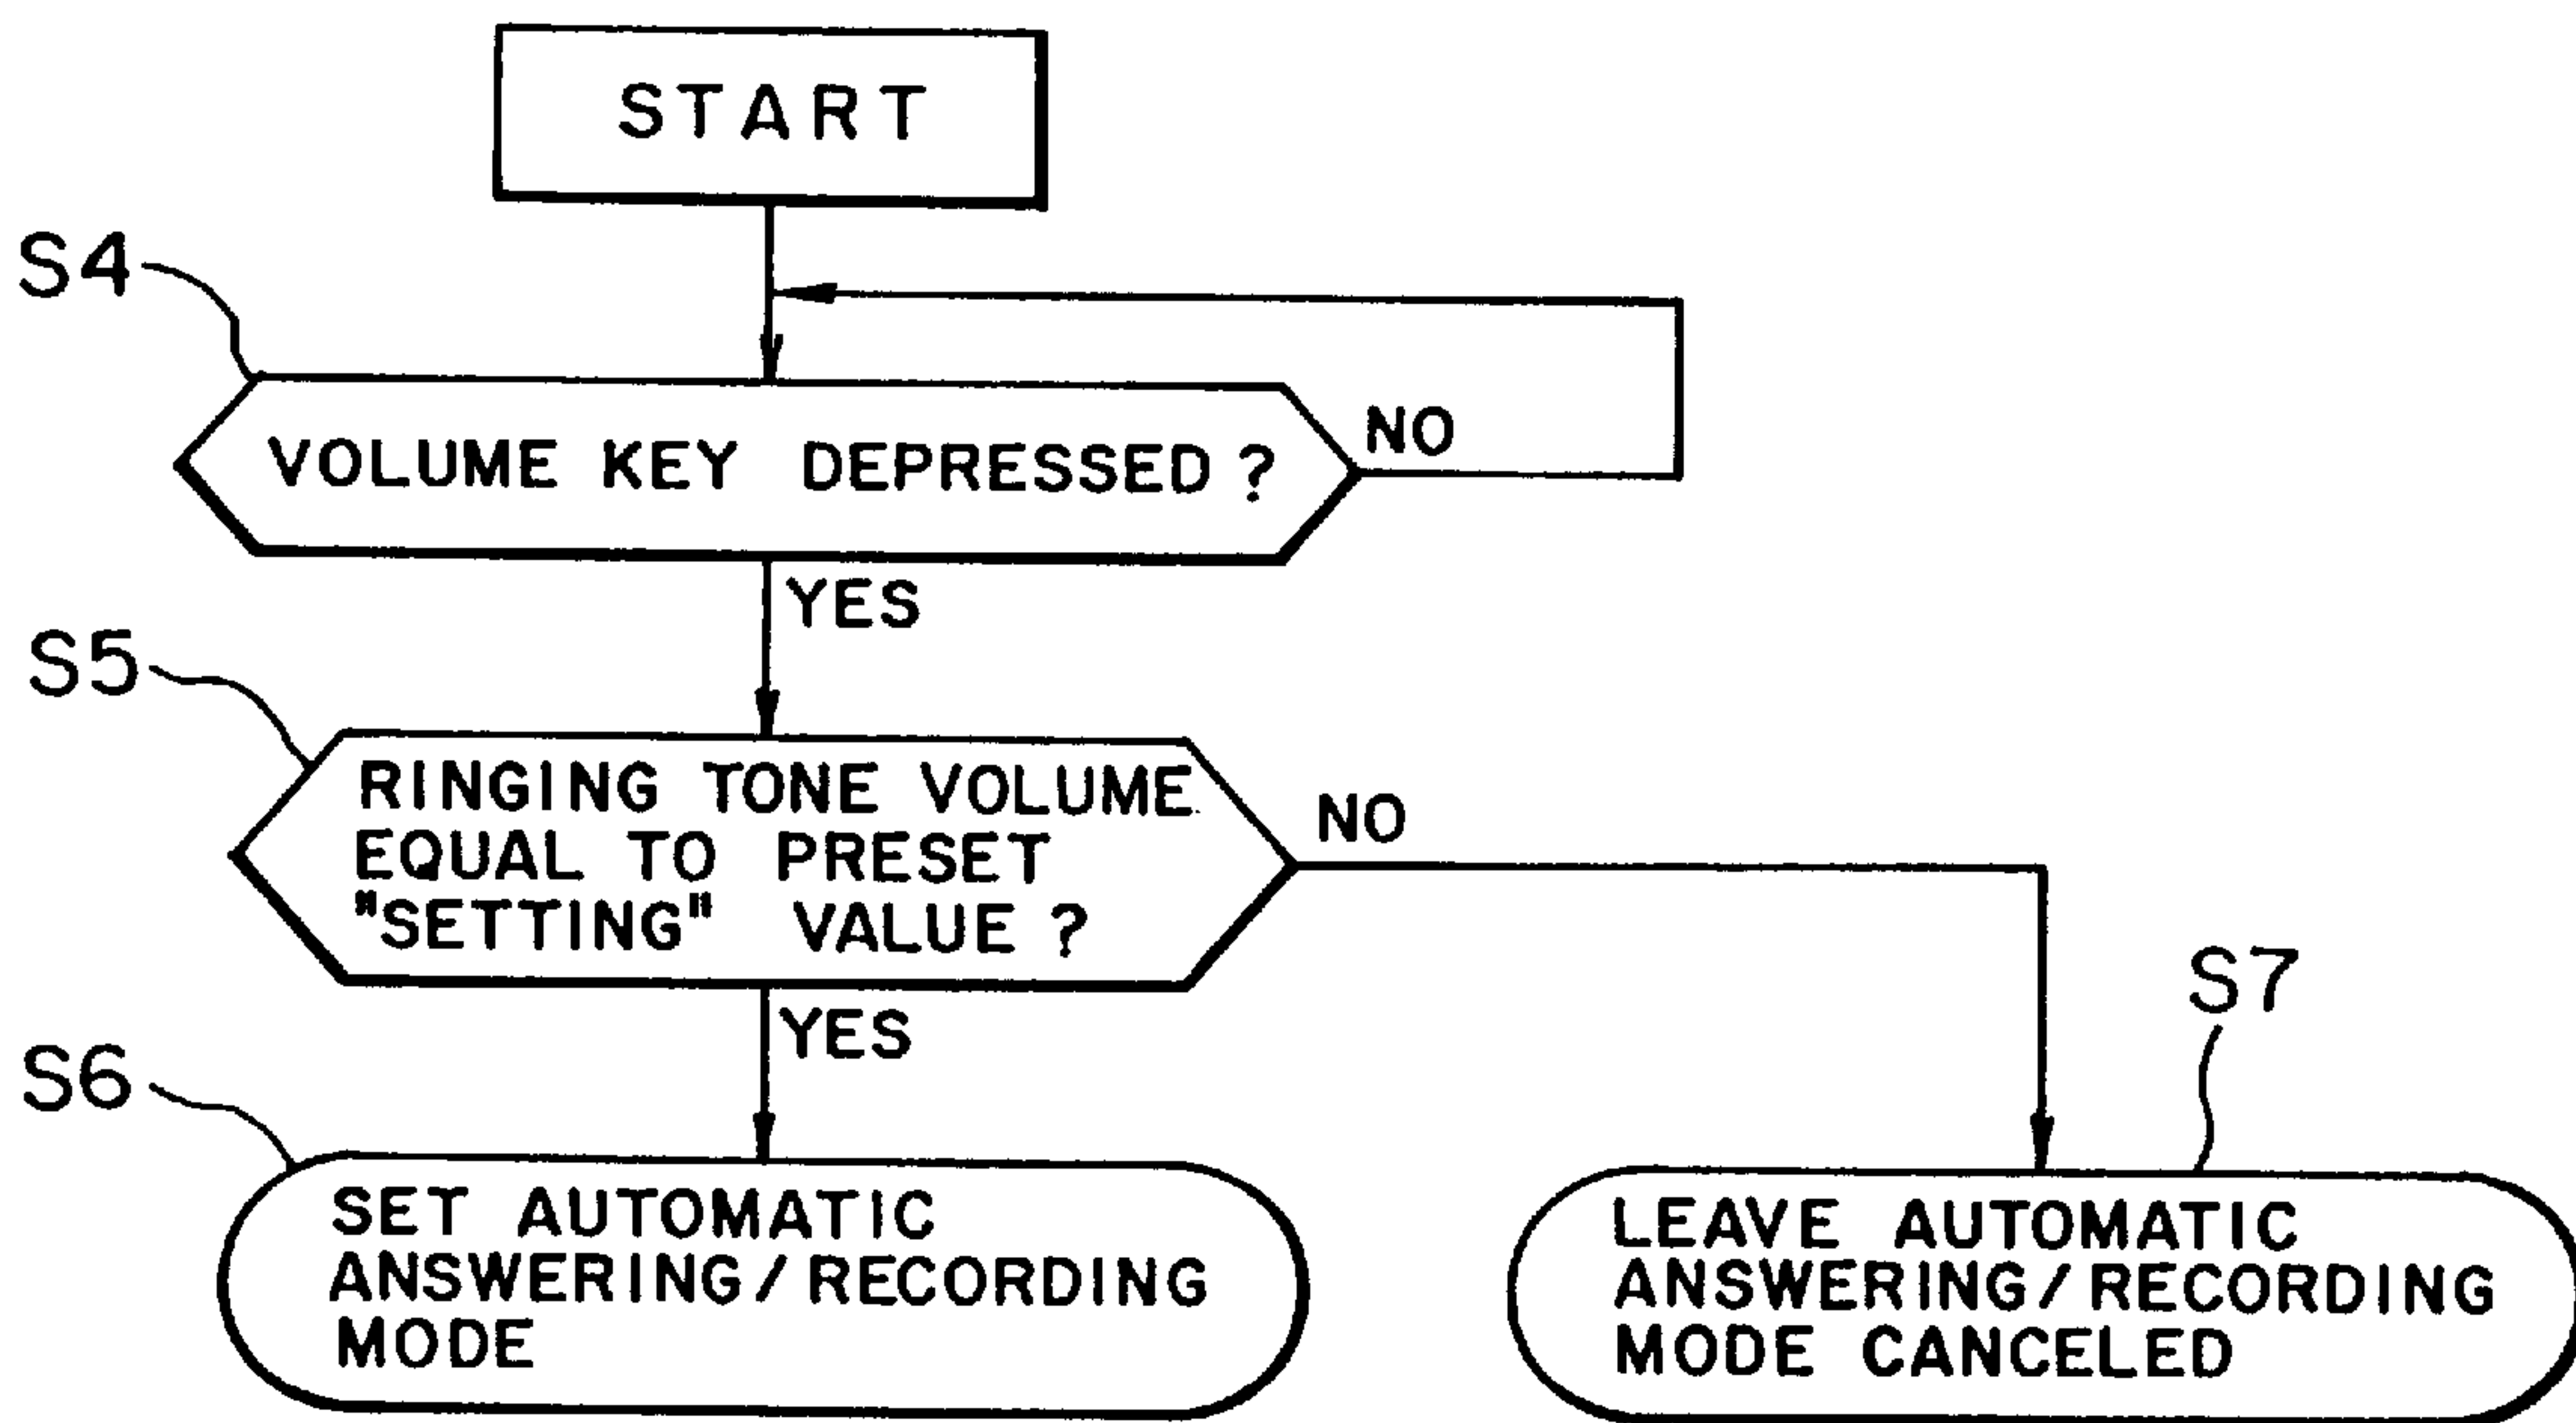 START
S4
VOLUME KEY DEPRESSED ?
NO
YES
S5
RINGING TONE VOLUME
EQUAL TO PRESET
"SETTING" VALUE ?
NO
YES
S6
SET AUTOMATIC
ANSWERING/RECORDING
MODE
S7
LEAVE AUTOMATIC
ANSWERING/RECORDING
MODE CANCELED